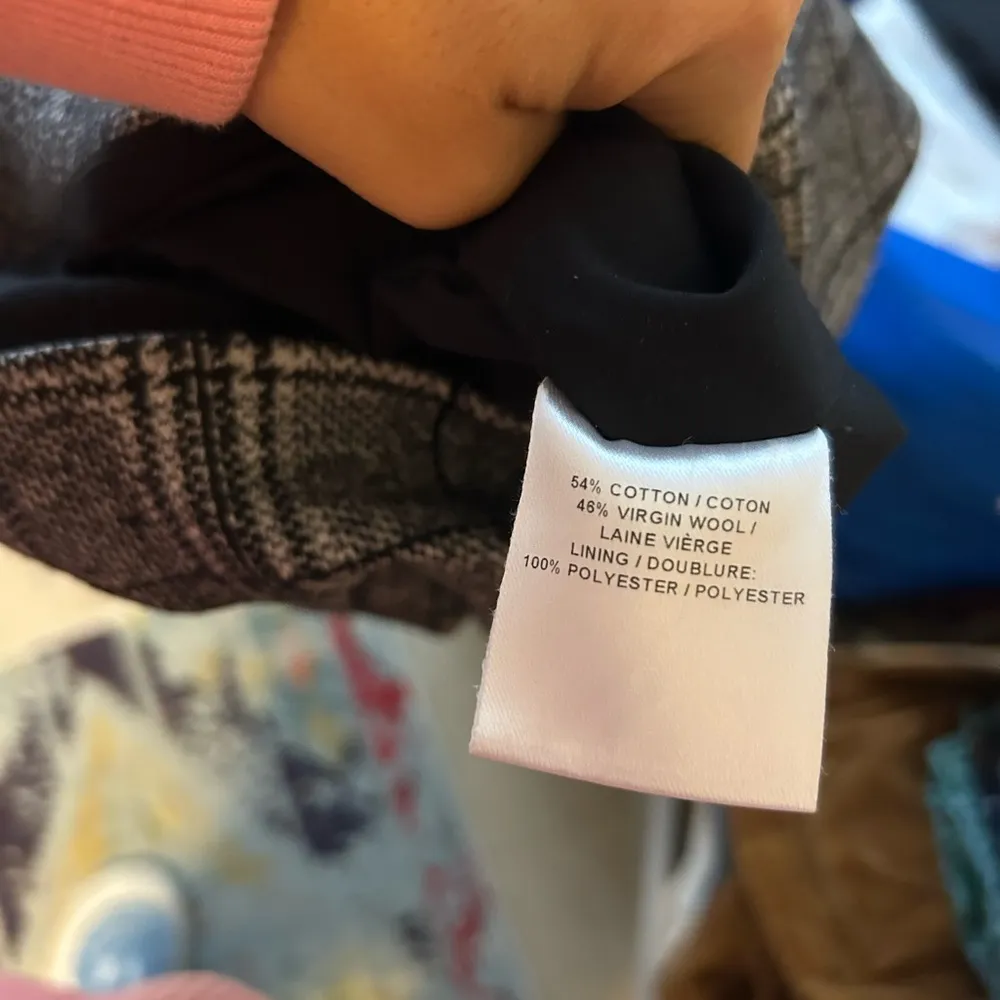 54% COTTON / COTON
46% VIRGIN WOOL /
LAINE VIÈRGE
LINING / DOUBLURE:
100% POLYESTER / POLYESTER